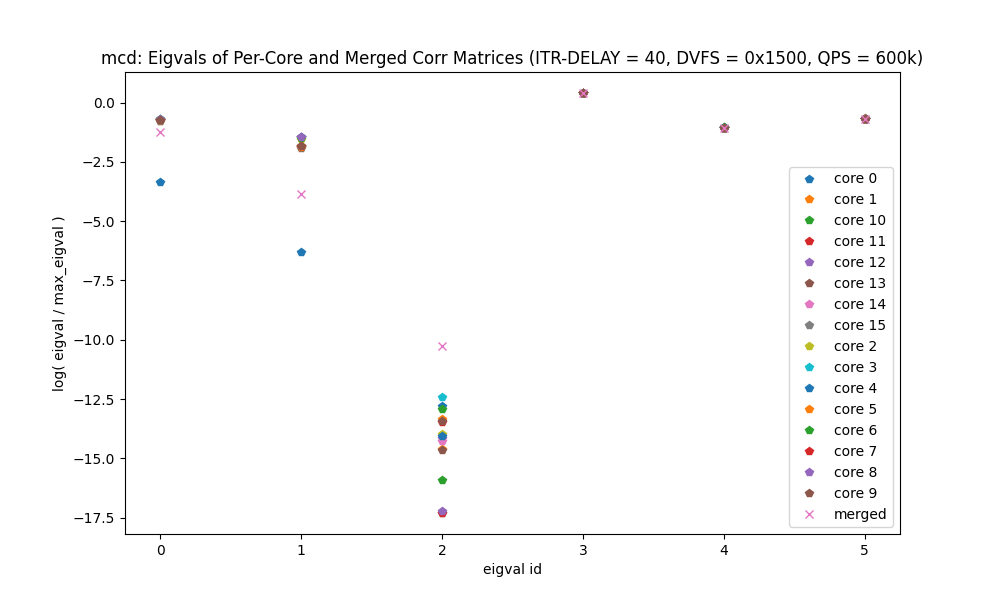 mcd: Eigvals of Per-Core and Merged Corr Matrices (ITR-DELAY = 40, DVFS = 0x1500, QPS = 600k)
log( eigval / max_eigval )
0.0
−2.5
−5.0
−7.5
−10.0
−12.5
−15.0
−17.5
core 0
core 1
core 10
core 11
core 12
core 13
core 14
core 15
core 2
core 3
core 4
core 5
core 6
core 7
core 8
core 9
merged
0 1 2 3 4 5
eigval id